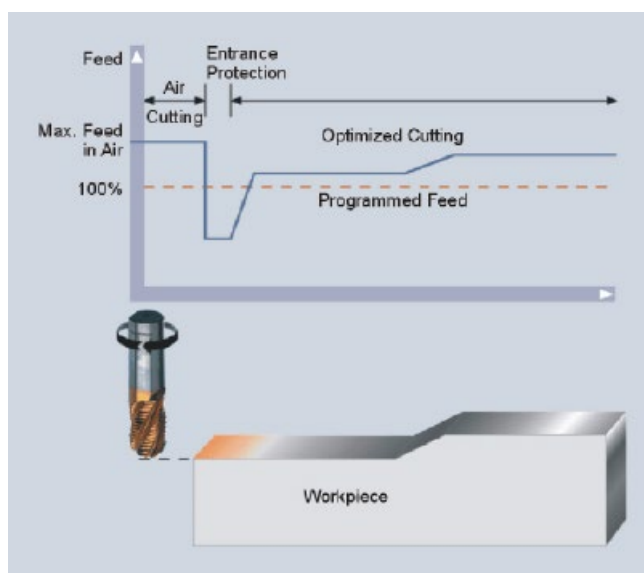 Feed
Entrance
Protection
Air
Cutting
Max. Feed
in Air
Optimized Cutting
100%
Programmed Feed
Workpiece